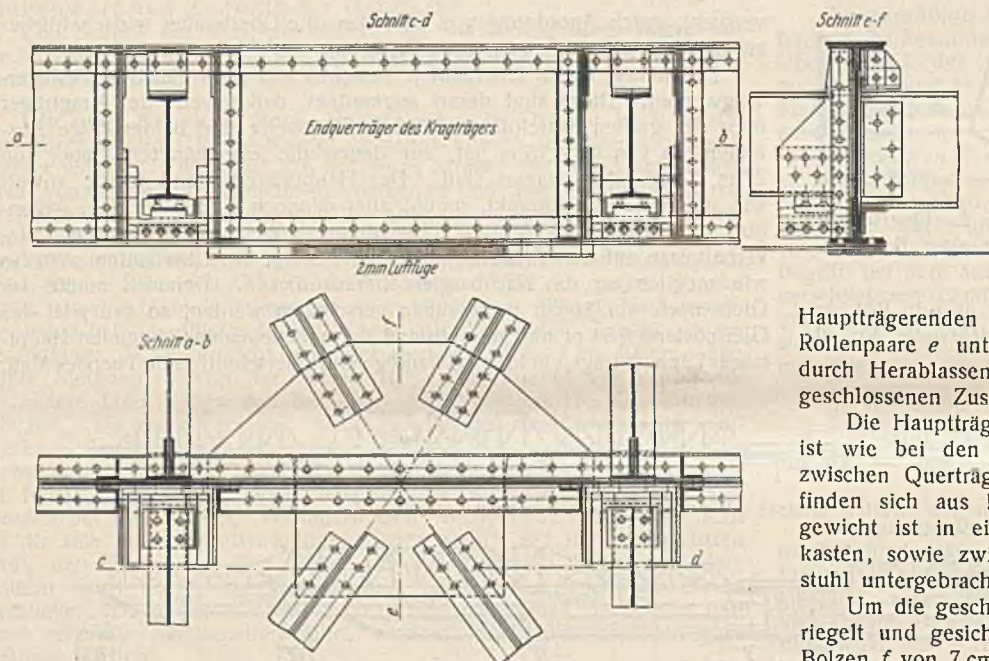 Schnitt c-d
Schnitt e-f
Endquerträger des Kragträgers
a
b
2mm Luftfuge
Schnitt a-b
c
d
e
Hauptträgerenden
Rollenpaare e unt
durch Herablassen
geschlossenen Zus
Die Hauptträg
ist wie bei den
zwischen Querträg
finden sich aus
gewicht ist in ei
kasten, sowie zwi
stuhl untergebrach
Um die gesch
riegelt und gesich
Bolzen f von 7 cm